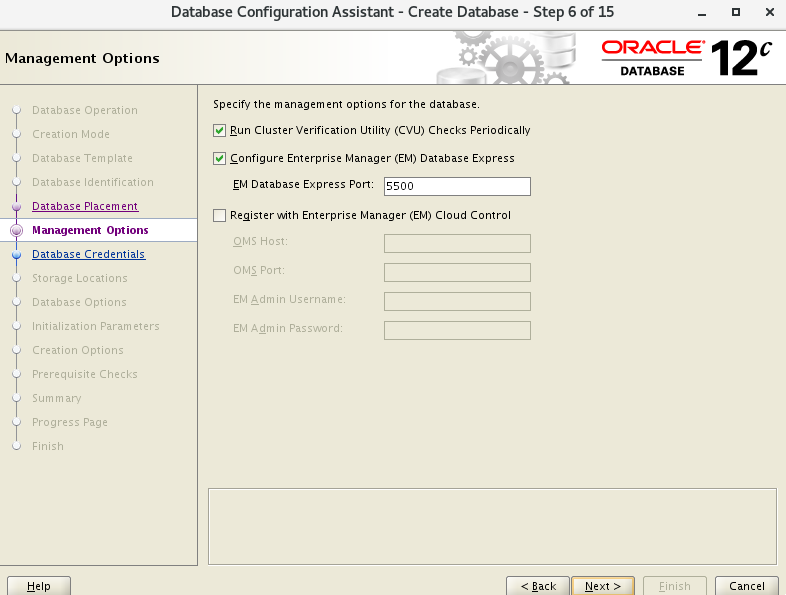 Database Configuration Assistant - Create Database - Step 6 of 15
Management Options
ORACLE®
DATABASE
12c
Database Operation
Creation Mode
Database Template
Database Identification
Database Placement
Management Options
Database Credentials
Storage Locations
Database Options
Initialization Parameters
Creation Options
Prerequisite Checks
Summary
Progress Page
Finish
Specify the management options for the database.
Run Cluster Verification Utility (CVU) Checks Periodically
Configure Enterprise Manager (EM) Database Express
EM Database Express Port: 5500
Register with Enterprise Manager (EM) Cloud Control
OMS Host:
OMS Port:
EM Admin Username:
EM Admin Password:
Help
< Back
Next >
Finish
Cancel